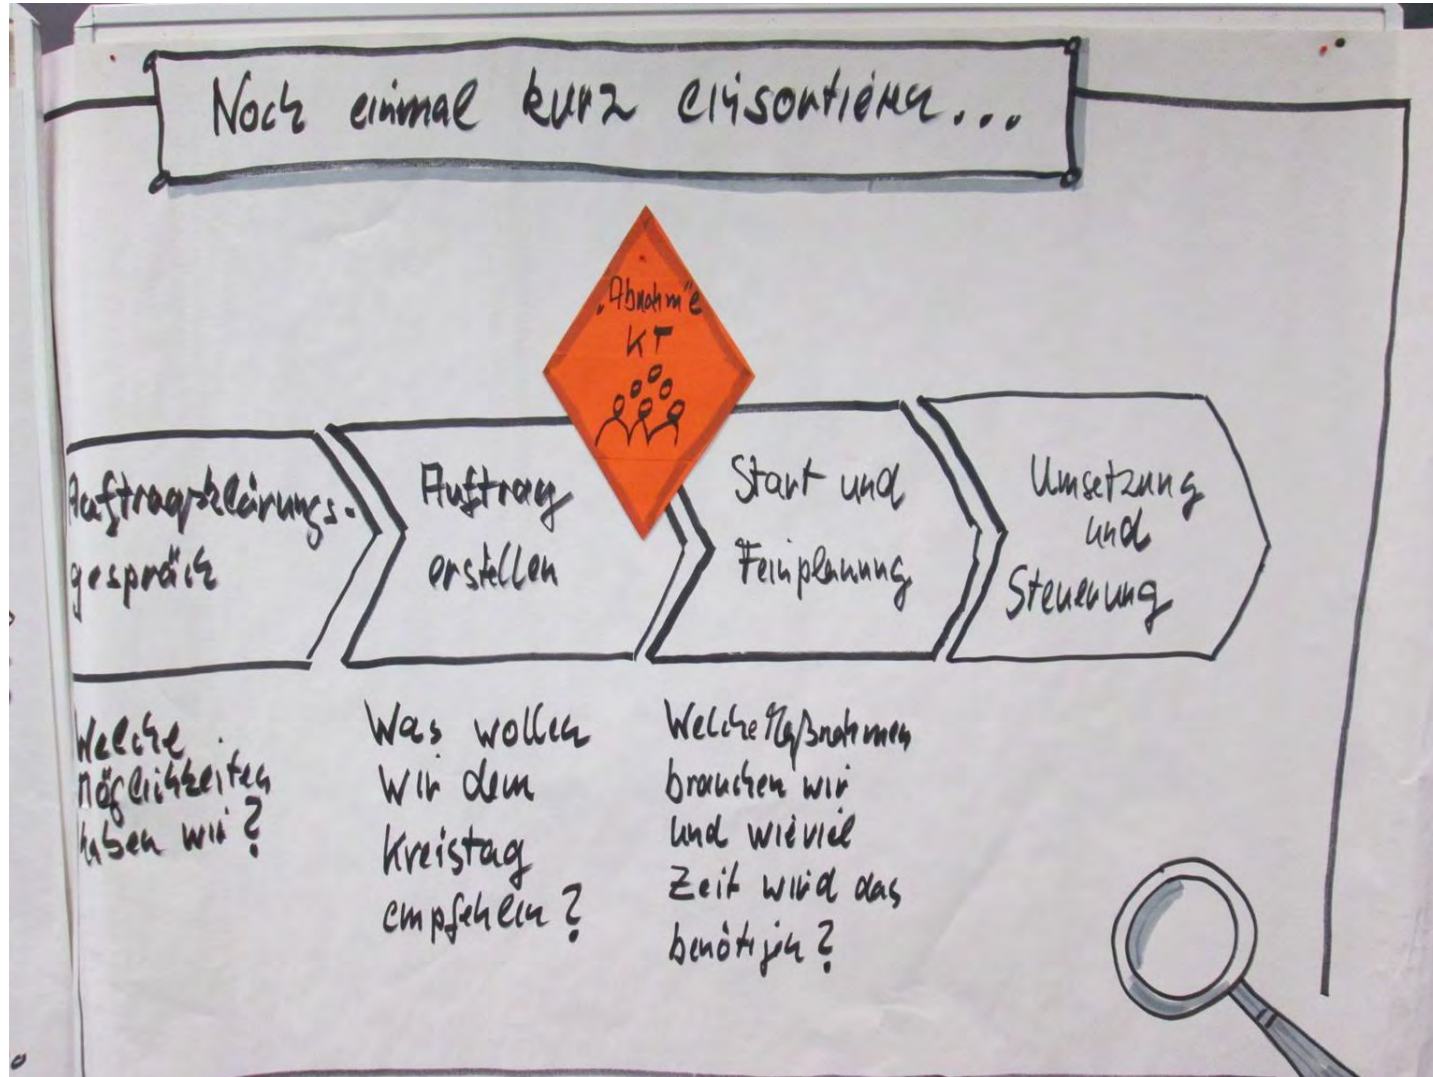 Noch einmal kurz einsortieren...
„Abnahme“
KT
Auftragsklärungs-
gespräch
Auftrag
erstellen
Start und
Feinplanung
Umsetzung
und
Steuerung
Welche
Möglichkeiten
haben wir?
Was wollen
wir dem
Kreistag
empfehlen?
Welche Maßnahmen
brauchen wir
und wieviel
Zeit wird das
benötigen?